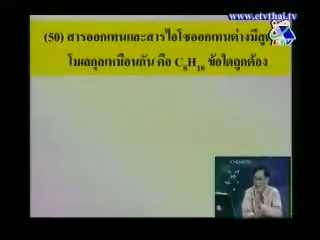 www.etvthai.tv
(50) สารออกเทนและสารไอโซออกเทนต่างมีสูตร
โมเลกุลเหมือนกัน คือ C₈H₁₈ ข้อใดถูกต้อง